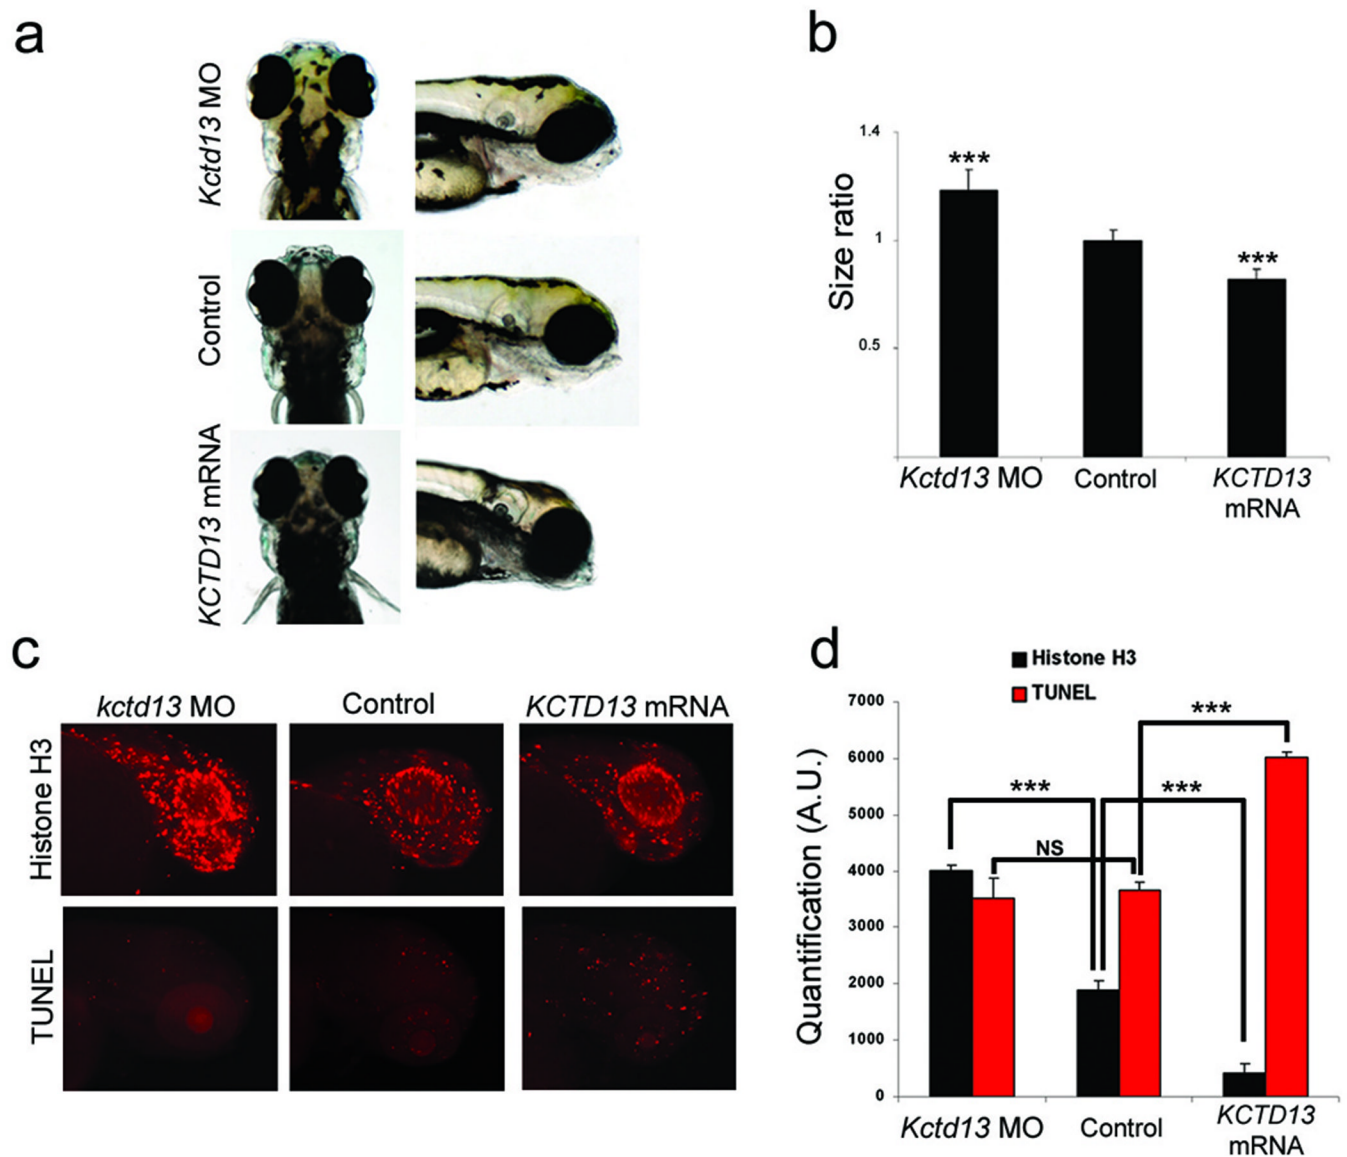 a
Kctd13 MO
Control
KCTD13 mRNA
b
Size ratio
1.4
1
0.5
***
***
Kctd13 MO
Control
KCTD13
mRNA
c
kctd13 MO
Control
KCTD13 mRNA
Histone H3
TUNEL
d
Histone H3
TUNEL
Quantification (A.U.)
7000
6000
5000
4000
3000
2000
1000
0
***
***
***
NS
Kctd13 MO
Control
KCTD13
mRNA